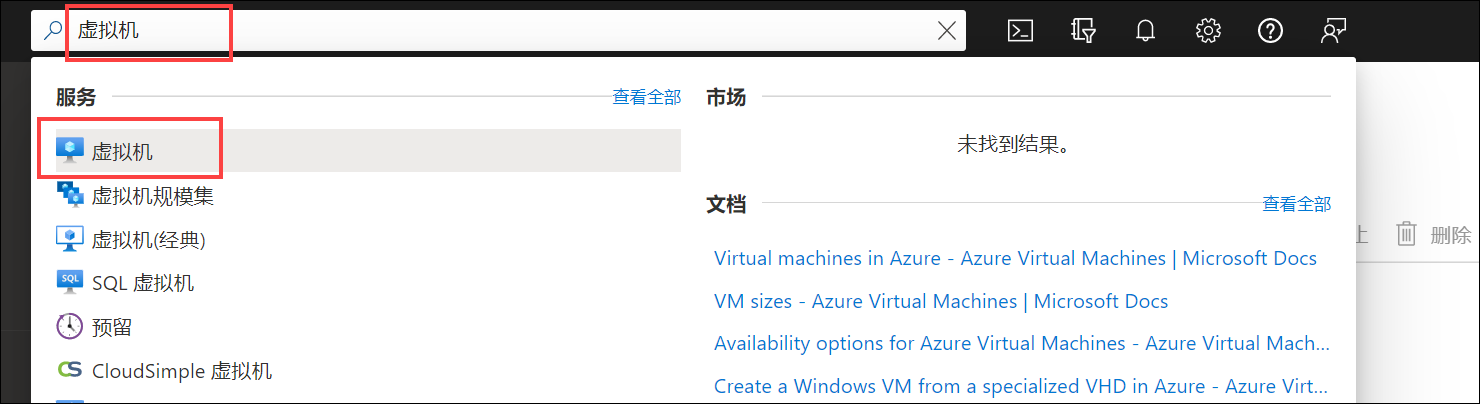 虚拟机
服务
查看全部
虚拟机
虚拟机规模集
虚拟机(经典)
SQL 虚拟机
预留
CloudSimple 虚拟机
市场
未找到结果。
文档
查看全部
Virtual machines in Azure - Azure Virtual Machines | Microsoft Docs
VM sizes - Azure Virtual Machines | Microsoft Docs
Availability options for Azure Virtual Machines - Azure Virtual Mach...
Create a Windows VM from a specialized VHD in Azure - Azure Virt...
删除